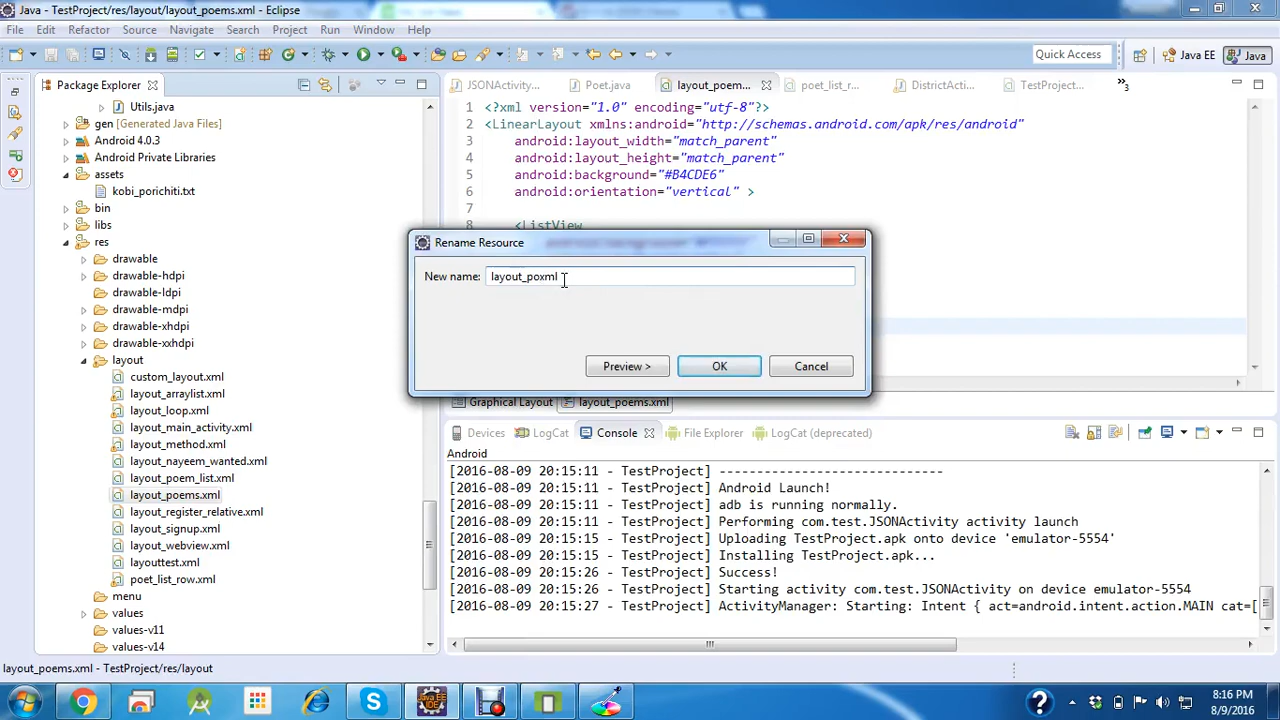 Java - TestProject/res/layout/layout_poems.xml - Eclipse
File Edit Refactor Source Navigate Search Project Run Window Help
Quick Access
Java EE
Java
Package Explorer
JSONActivity...
Poet.java
layout_poem...
poet_list_r...
DistrictActi...
TestProject...
»3
Utils.java
gen [Generated Java Files]
Android 4.0.3
Android Private Libraries
assets
kobi_porichiti.txt
bin
libs
res
drawable
drawable-hdpi
drawable-ldpi
drawable-mdpi
drawable-xhdpi
drawable-xxhdpi
layout
custom_layout.xml
layout_arraylist.xml
layout_loop.xml
layout_main_activity.xml
layout_method.xml
layout_nayeem_wanted.xml
layout_poem_list.xml
layout_poems.xml
layout_register_relative.xml
layout_signup.xml
layout_webview.xml
layouttest.xml
poet_list_row.xml
menu
values
values-v11
values-v14
1 <?xml version="1.0" encoding="utf-8"?>
2 <LinearLayout xmlns:android="http://schemas.android.com/apk/res/android"
3 android:layout_width="match_parent"
4 android:layout_height="match_parent"
5 android:background="#B4CDE6"
6 android:orientation="vertical" >
7
8 <ListView
Rename Resource
New name: layout_poxml
Preview > OK Cancel
Graphical Layout layout_poems.xml
Devices LogCat Console File Explorer LogCat (deprecated)
Android
[2016-08-09 20:15:11 - TestProject] ------------------------------
[2016-08-09 20:15:11 - TestProject] Android Launch!
[2016-08-09 20:15:11 - TestProject] adb is running normally.
[2016-08-09 20:15:11 - TestProject] Performing com.test.JSONActivity activity launch
[2016-08-09 20:15:11 - TestProject] Uploading TestProject.apk onto device 'emulator-5554'
[2016-08-09 20:15:11 - TestProject] Installing TestProject.apk...
[2016-08-09 20:15:26 - TestProject] Success!
[2016-08-09 20:15:26 - TestProject] Starting activity com.test.JSONActivity on device emulator-5554
[2016-08-09 20:15:27 - TestProject] ActivityManager: Starting: Intent { act=android.intent.action.MAIN cat=[
layout_poems.xml - TestProject/res/layout
8:16 PM
8/9/2016